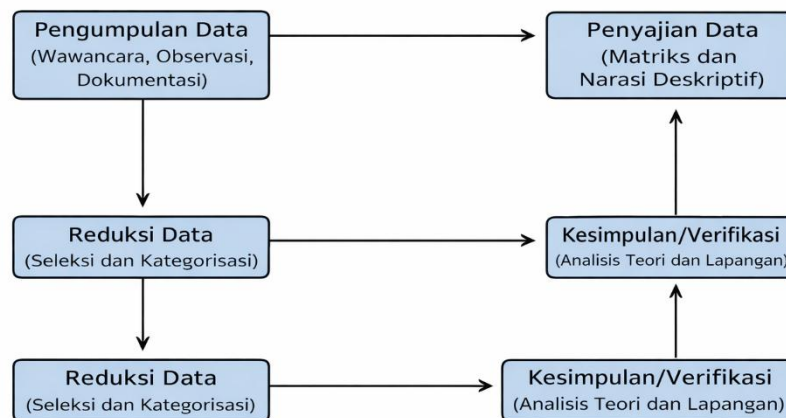 Pengumpulan Data
(Wawancara, Observasi,
Dokumentasi)
Penyajian Data
(Matriks dan
Narasi Deskriptif)
Reduksi Data
(Seleksi dan Kategorisasi)
Kesimpulan/Verifikasi
(Analisis Teori dan Lapangan)
Reduksi Data
(Seleksi dan Kategorisasi)
Kesimpulan/Verifikasi
(Analisis Teori dan Lapangan)